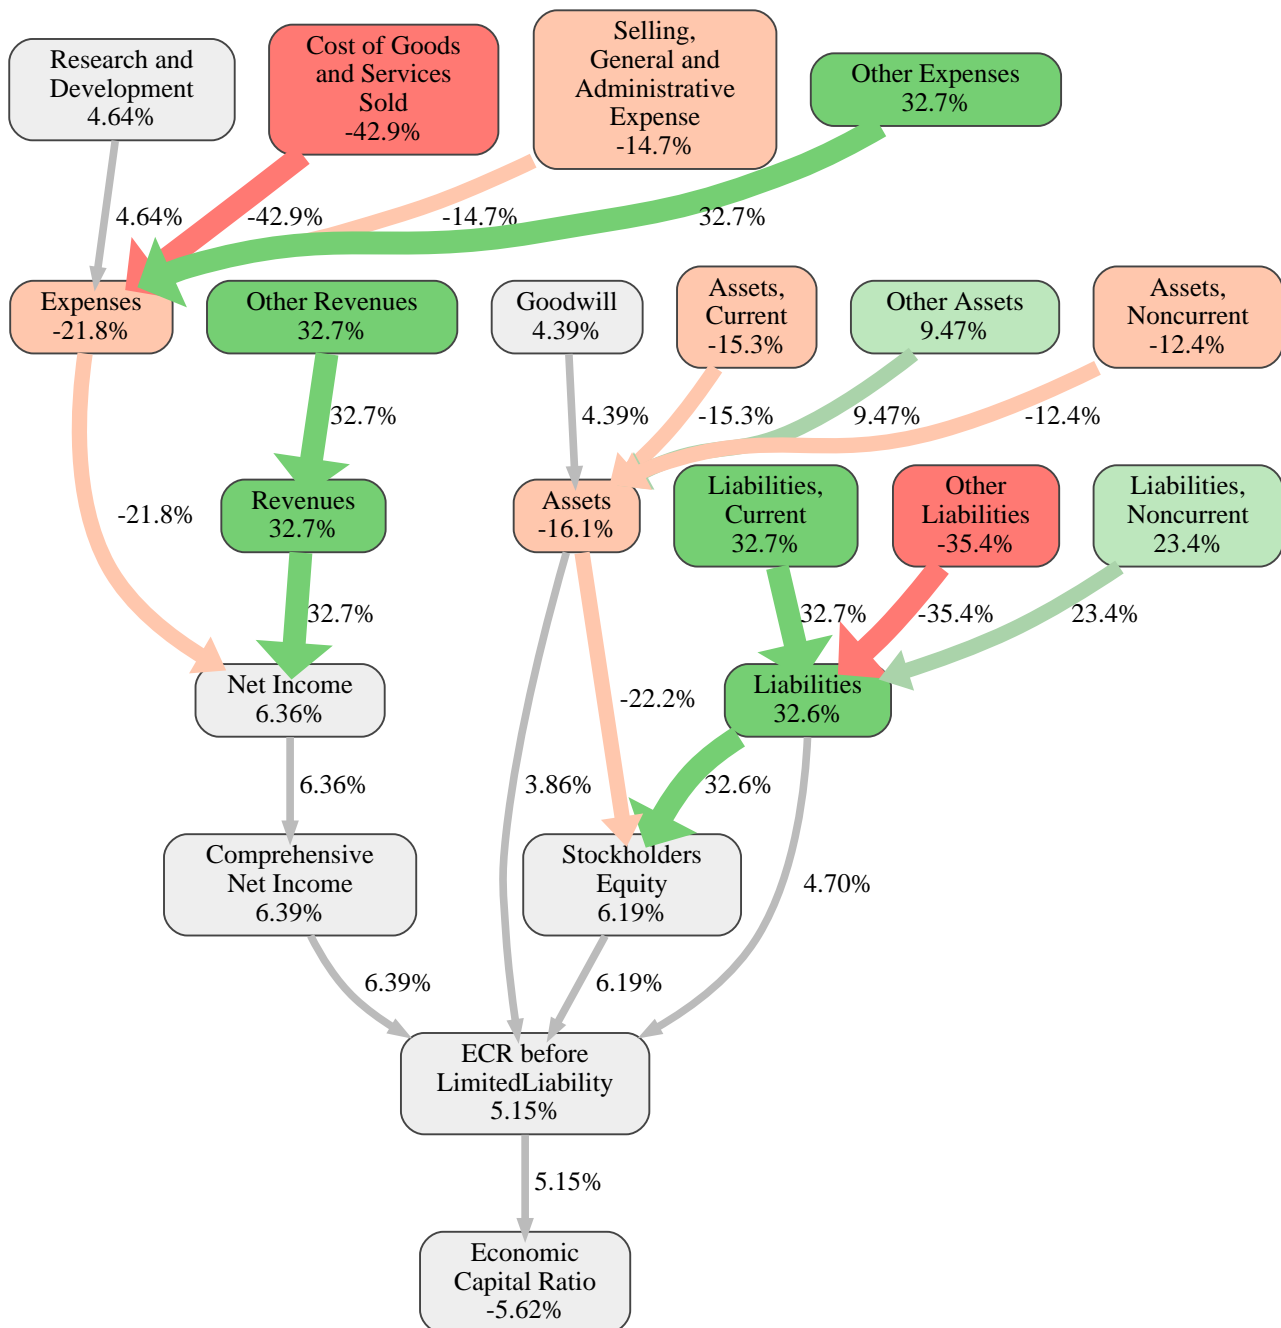 Research and
Development
4.64%
Cost of Goods
and Services
Sold
-42.9%
Selling,
General and
Administrative
Expense
-14.7%
Other Expenses
32.7%
4.64%
-42.9%
-14.7%
32.7%
Expenses
-21.8%
Other Revenues
32.7%
Goodwill
4.39%
Assets,
Current
-15.3%
Other Assets
9.47%
Assets,
Noncurrent
-12.4%
32.7%
4.39%
-15.3%
9.47%
-12.4%
-21.8%
Revenues
32.7%
Assets
-16.1%
Liabilities,
Current
32.7%
Other
Liabilities
-35.4%
Liabilities,
Noncurrent
23.4%
32.7%
-22.2%
32.7%
-35.4%
23.4%
Net Income
6.36%
Liabilities
32.6%
6.36%
3.86%
32.6%
4.70%
Comprehensive
Net Income
6.39%
Stockholders
Equity
6.19%
6.39%
6.19%
ECR before
LimitedLiability
5.15%
5.15%
Economic
Capital Ratio
-5.62%